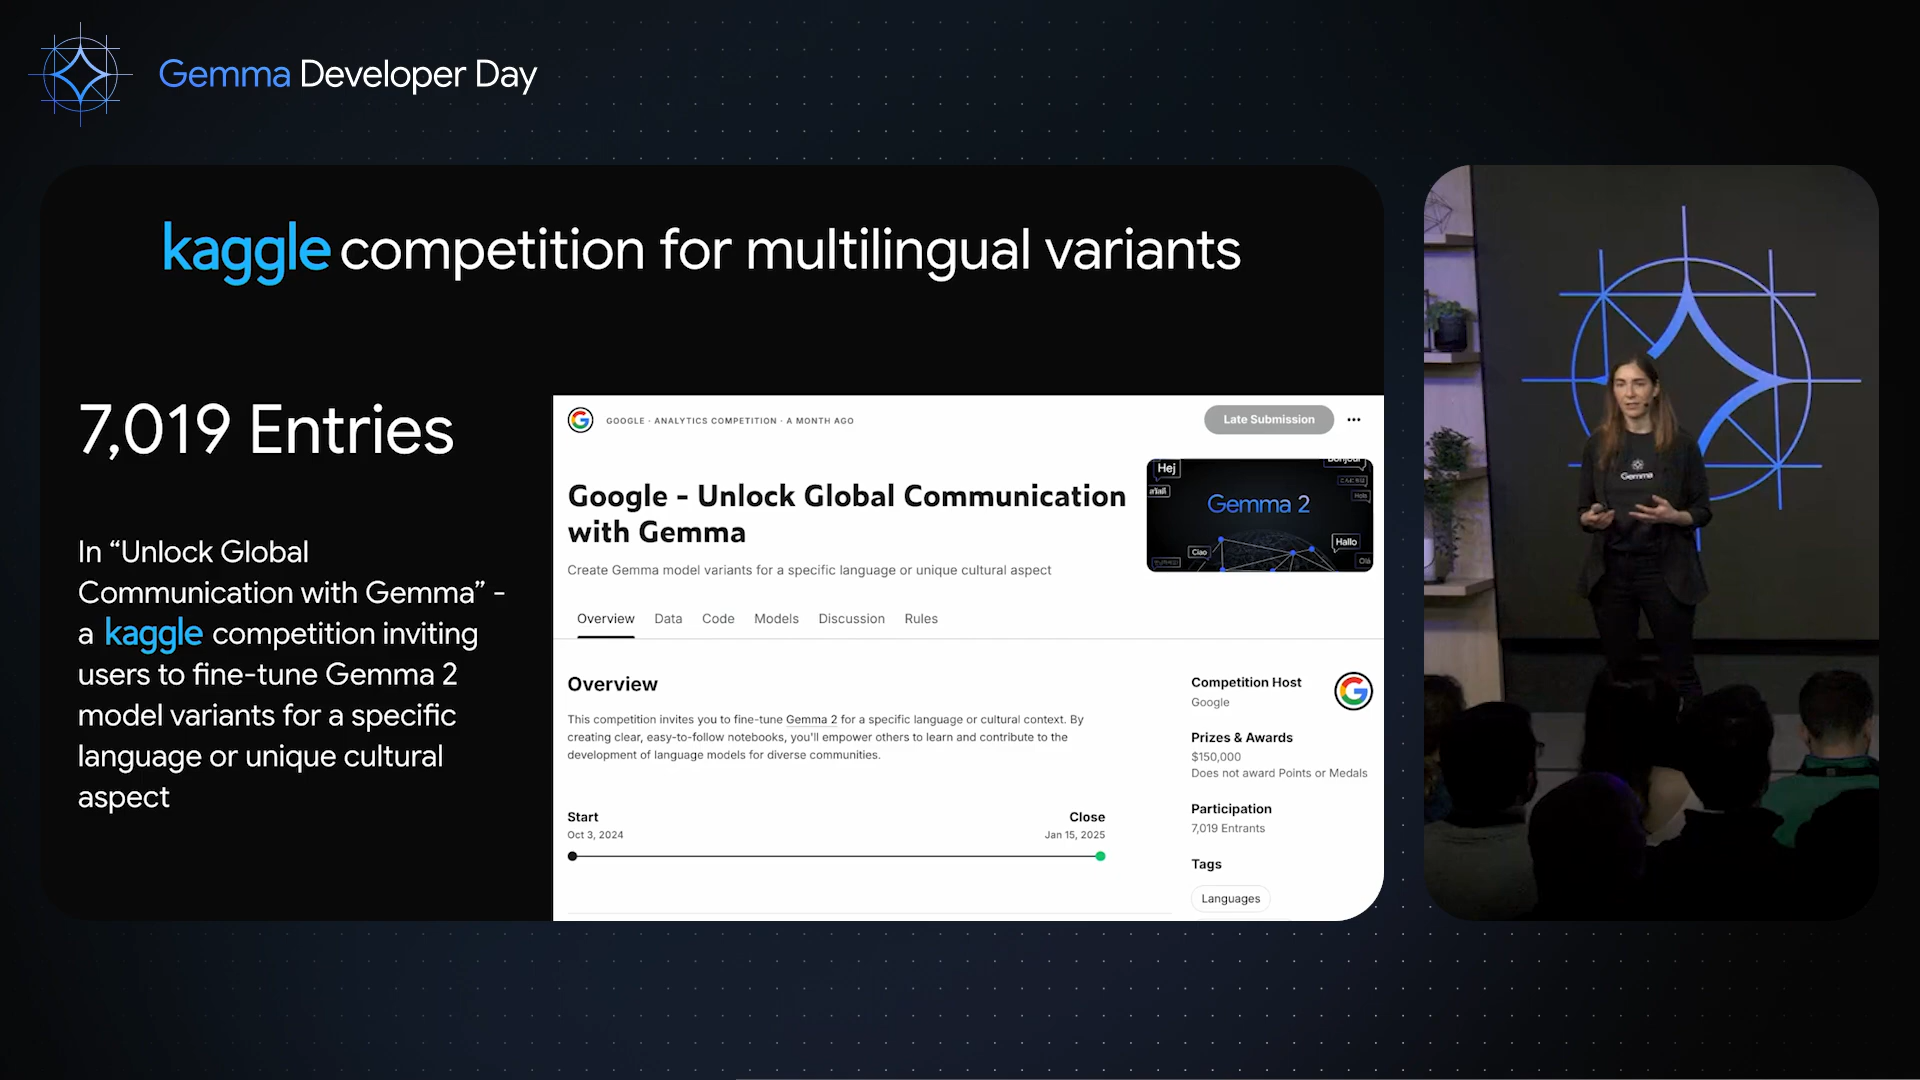 Gemma Developer Day
kaggle competition for multilingual variants
7,019 Entries
In “Unlock Global
Communication with Gemma” -
a kaggle competition inviting
users to fine-tune Gemma 2
model variants for a specific
language or unique cultural
aspect
GOOGLE · ANALYTICS COMPETITION · A MONTH AGO
Late Submission
Google - Unlock Global Communication
with Gemma
Create Gemma model variants for a specific language or unique cultural aspect
Hej
Bonjour
สวัสดี
Gemma 2
Hola
Ciao
Hallo
Olá
Overview Data Code Models Discussion Rules
Overview
This competition invites you to fine-tune Gemma 2 for a specific language or cultural context. By
creating clear, easy-to-follow notebooks, you'll empower others to learn and contribute to the
development of language models for diverse communities.
Start
Oct 3, 2024
Close
Jan 15, 2025
Competition Host
Google
Prizes & Awards
$150,000
Does not award Points or Medals
Participation
7,019 Entrants
Tags
Languages
Gemma